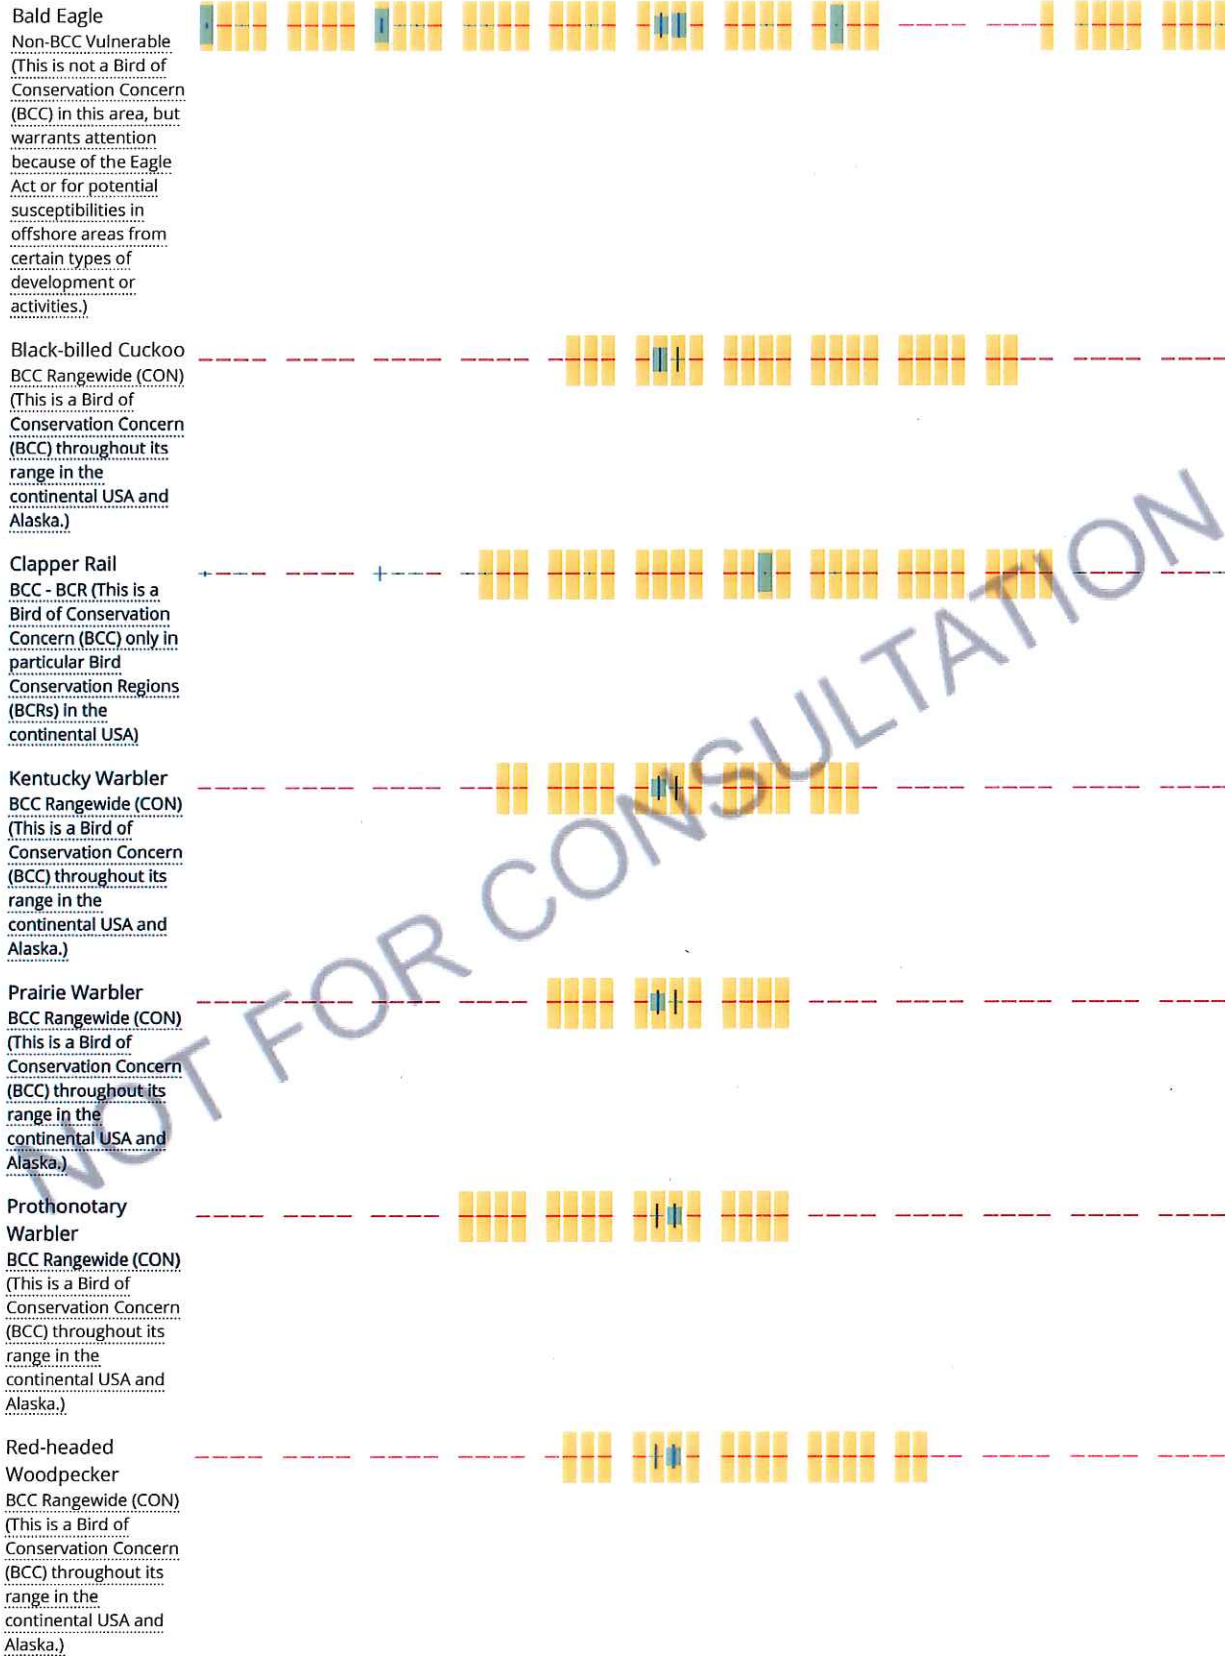 Bald Eagle
Non-BCC Vulnerable
(This is not a Bird of
Conservation Concern
(BCC) in this area, but
warrants attention
because of the Eagle
Act or for potential
susceptibilities in
offshore areas from
certain types of
development or
activities.)
Black-billed Cuckoo
BCC Rangewide (CON)
(This is a Bird of
Conservation Concern
(BCC) throughout its
range in the
continental USA and
Alaska.)
Clapper Rail
BCC - BCR (This is a
Bird of Conservation
Concern (BCC) only in
particular Bird
Conservation Regions
(BCRs) in the
continental USA)
Kentucky Warbler
BCC Rangewide (CON)
(This is a Bird of
Conservation Concern
(BCC) throughout its
range in the
continental USA and
Alaska.)
Prairie Warbler
BCC Rangewide (CON)
(This is a Bird of
Conservation Concern
(BCC) throughout its
range in the
continental USA and
Alaska.)
Prothonotary
Warbler
BCC Rangewide (CON)
(This is a Bird of
Conservation Concern
(BCC) throughout its
range in the
continental USA and
Alaska.)
Red-headed
Woodpecker
BCC Rangewide (CON)
(This is a Bird of
Conservation Concern
(BCC) throughout its
range in the
continental USA and
Alaska.)
NOT FOR CONSULTATION